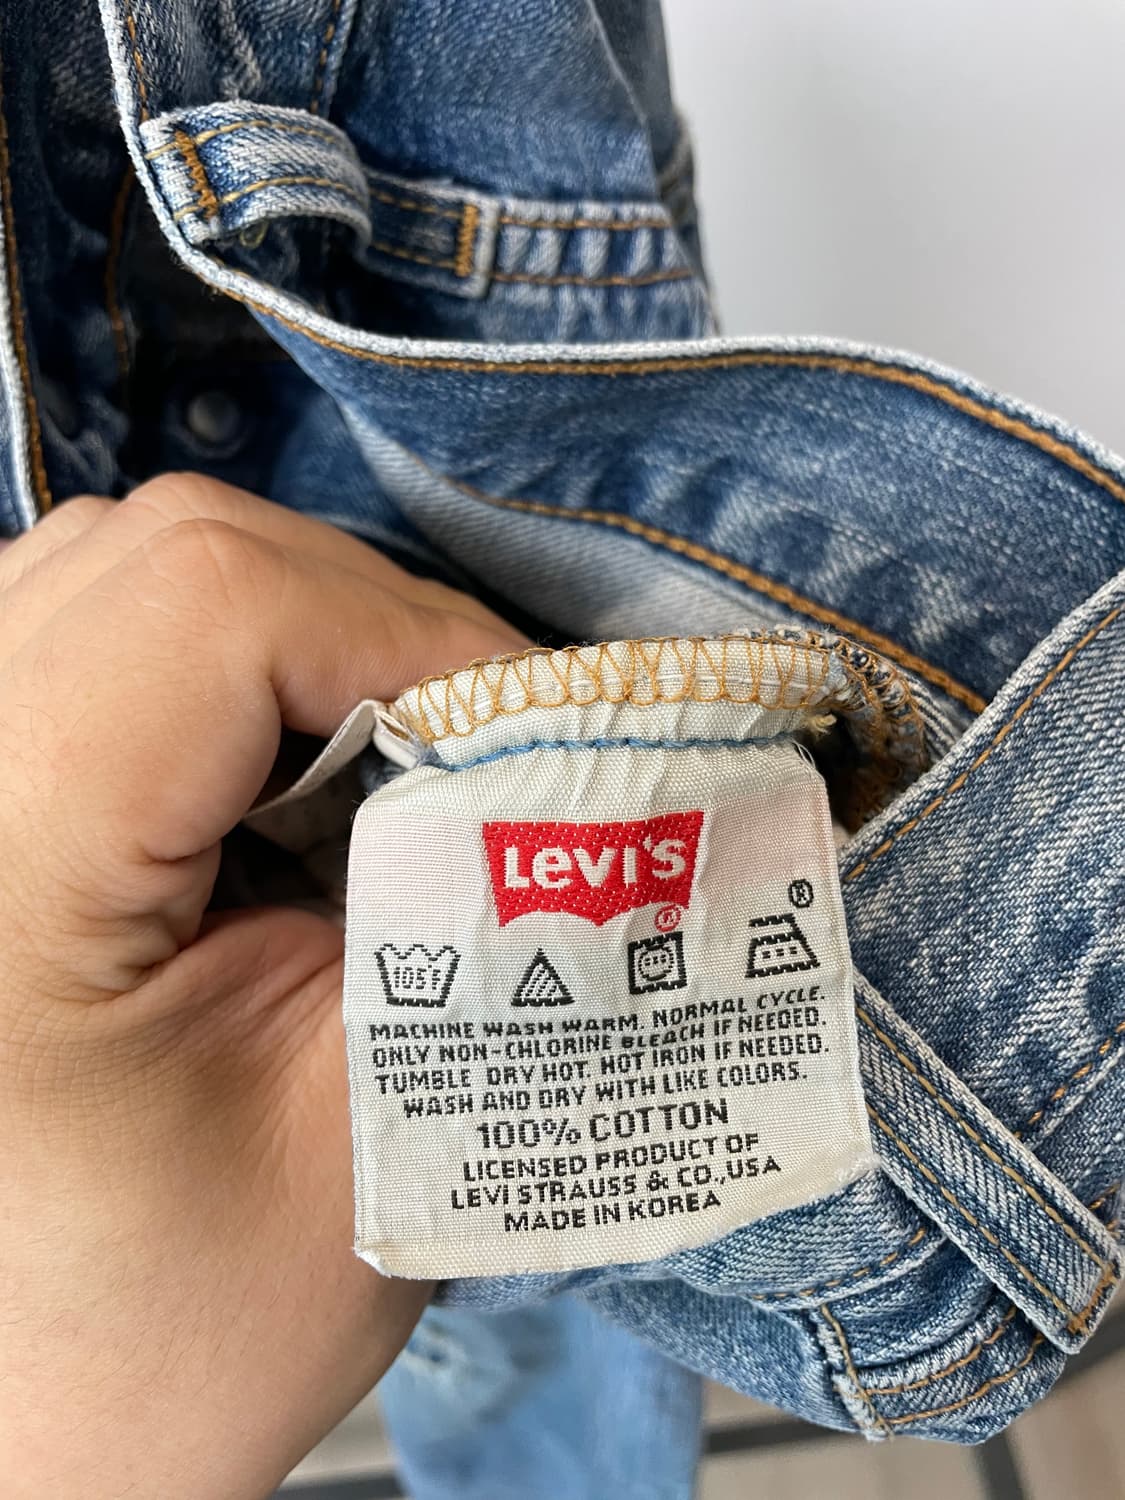 LEVI'S
®
®
105F
MACHINE WASH WARM. NORMAL CYCLE.
ONLY NON-CHLORINE BLEACH IF NEEDED.
TUMBLE DRY HOT. HOT IRON IF NEEDED.
WASH AND DRY WITH LIKE COLORS.
100% COTTON
LICENSED PRODUCT OF
LEVI STRAUSS & CO.,USA
MADE IN KOREA